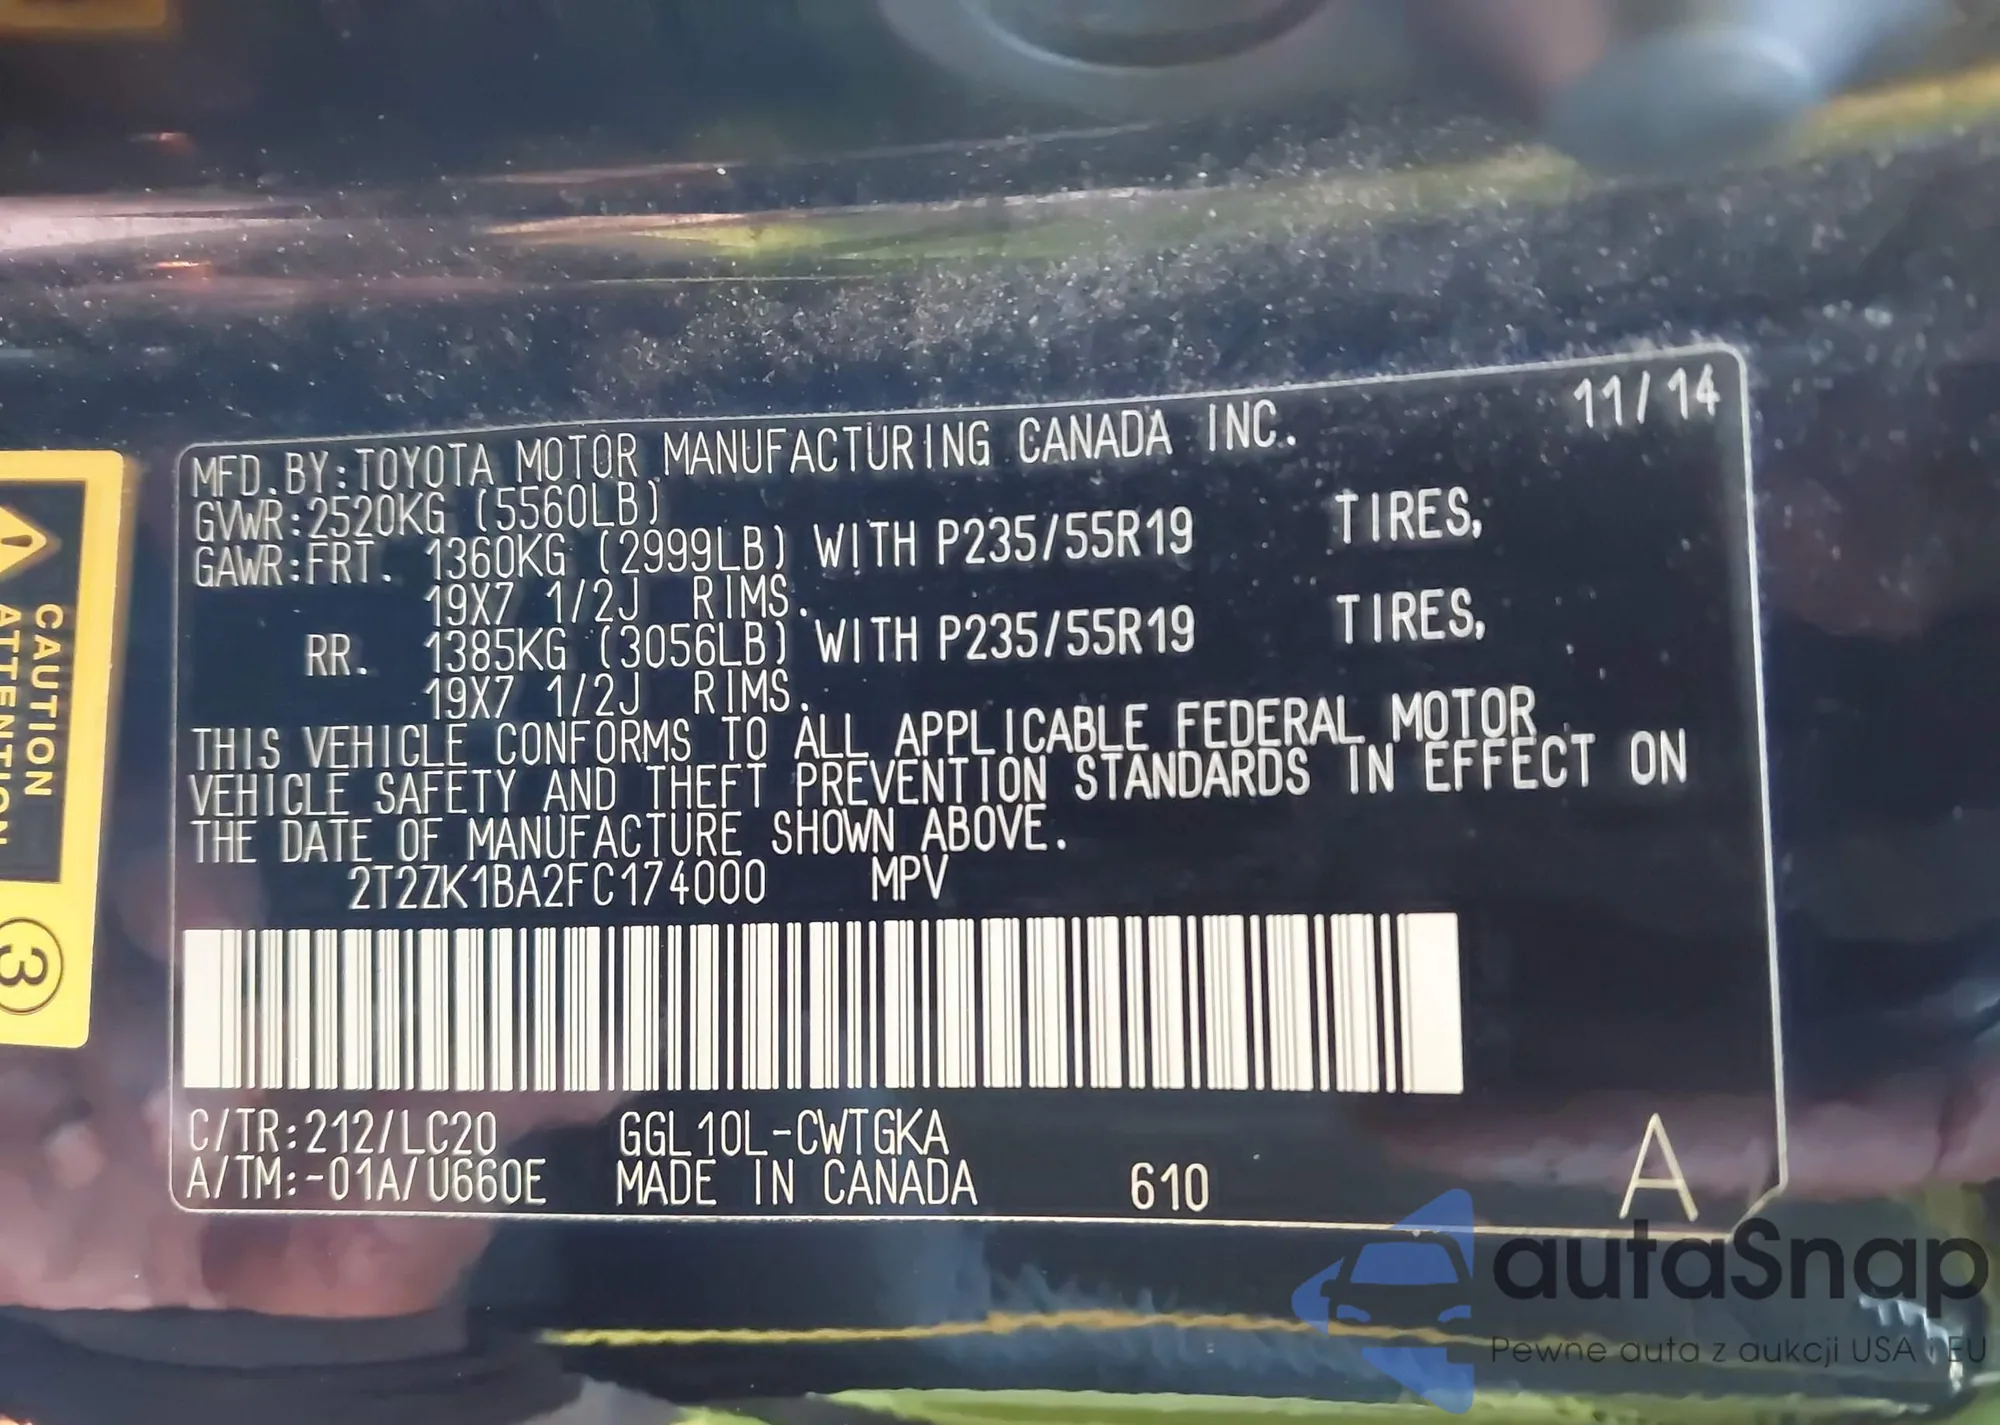 11/14
MFD.BY:TOYOTA MOTOR MANUFACTURING CANADA INC.
GVWR:2520KG (5560LB)
GAWR:FRT. 1360KG (2999LB) WITH P235/55R19 TIRES,
19X7 1/2J RIMS.
RR. 1385KG (3056LB) WITH P235/55R19 TIRES,
19X7 1/2J RIMS.
THIS VEHICLE CONFORMS TO ALL APPLICABLE FEDERAL MOTOR
VEHICLE SAFETY AND THEFT PREVENTION STANDARDS IN EFFECT ON
THE DATE OF MANUFACTURE SHOWN ABOVE.
2T2ZK1BA2FC174000 MPV
C/TR:212/LC20 GGL10L-CWTGKA
A/TM:-01A/U660E MADE IN CANADA 610 A
CAUTION
ATTENTION
3
autaSnap
Pewne auta z aukcji USA i EU